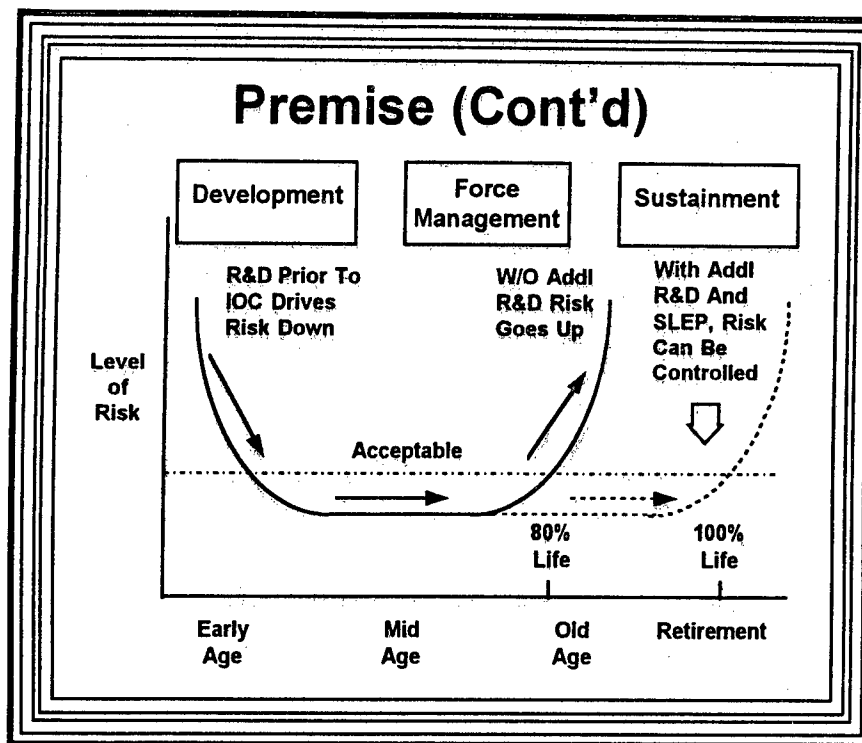 Premise (Cont'd)
Development
Force
Management
Sustainment
R&D Prior To
IOC Drives
Risk Down
W/O Addl
R&D Risk
Goes Up
With Addl
R&D And
SLEP, Risk
Can Be
Controlled
Level
of
Risk
Acceptable
80%
Life
100%
Life
Early
Age
Mid
Age
Old
Age
Retirement